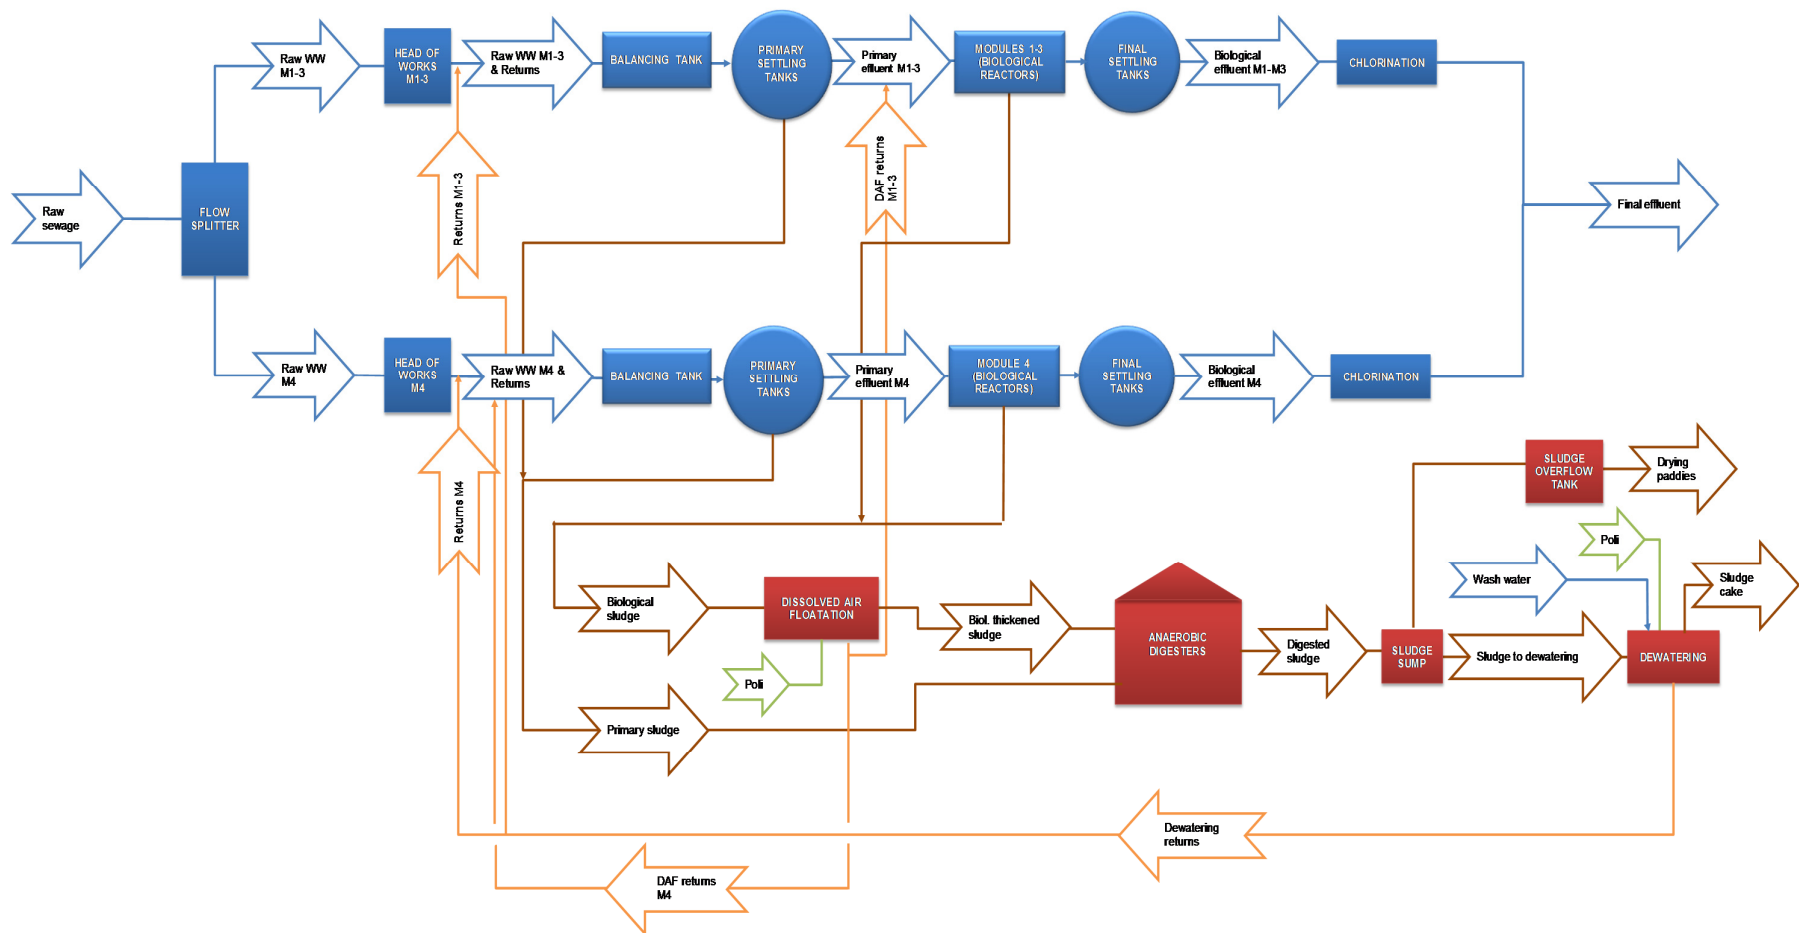 Raw
sewage
FLOW
SPLITTER
Raw WW
M1-3
HEAD OF
WORKS
M1-3
Raw WW M1-3
& Returns
BALANCING TANK
PRIMARY
SETTLING
TANKS
Primary
effluent M1-3
MODULES 1-3
(BIOLOGICAL
REACTORS)
FINAL
SETTLING
TANKS
Biological
effluent M1-M3
CHLORINATION
Returns M1-3
DAF returns
M1-3
Final effluent
Raw WW
M4
HEAD OF
WORKS
M4
Raw WW M4 &
Returns
BALANCING TANK
PRIMARY
SETTLING
TANKS
Primary
effluent M4
MODULE 4
(BIOLOGICAL
REACTORS)
FINAL
SETTLING
TANKS
Biological
effluent M4
CHLORINATION
Returns M4
SLUDGE
OVERFLOW
TANK
Drying
paddies
Poli
Wash water
Sludge
cake
Biological
sludge
DISSOLVED AIR
FLOATATION
Biol. thickened
sludge
ANAEROBIC
DIGESTERS
Digested
sludge
SLUDGE
SUMP
Sludge to dewatering
DEWATERING
Poli
Primary sludge
Dewatering
returns
DAF returns
M4